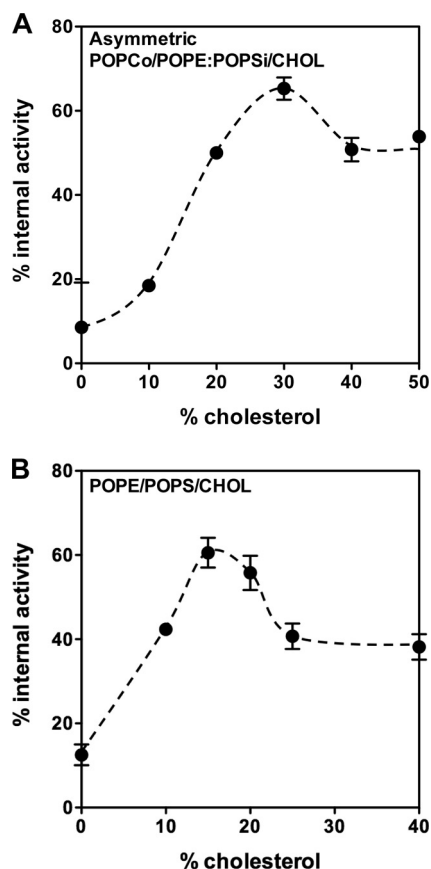 A
Asymmetric
POPCo/POPE:POPSi/CHOL
80
60
40
20
0
% internal activity
0 10 20 30 40 50
% cholesterol
B
POPE/POPS/CHOL
80
60
40
20
0
% internal activity
0 10 20 30 40
% cholesterol